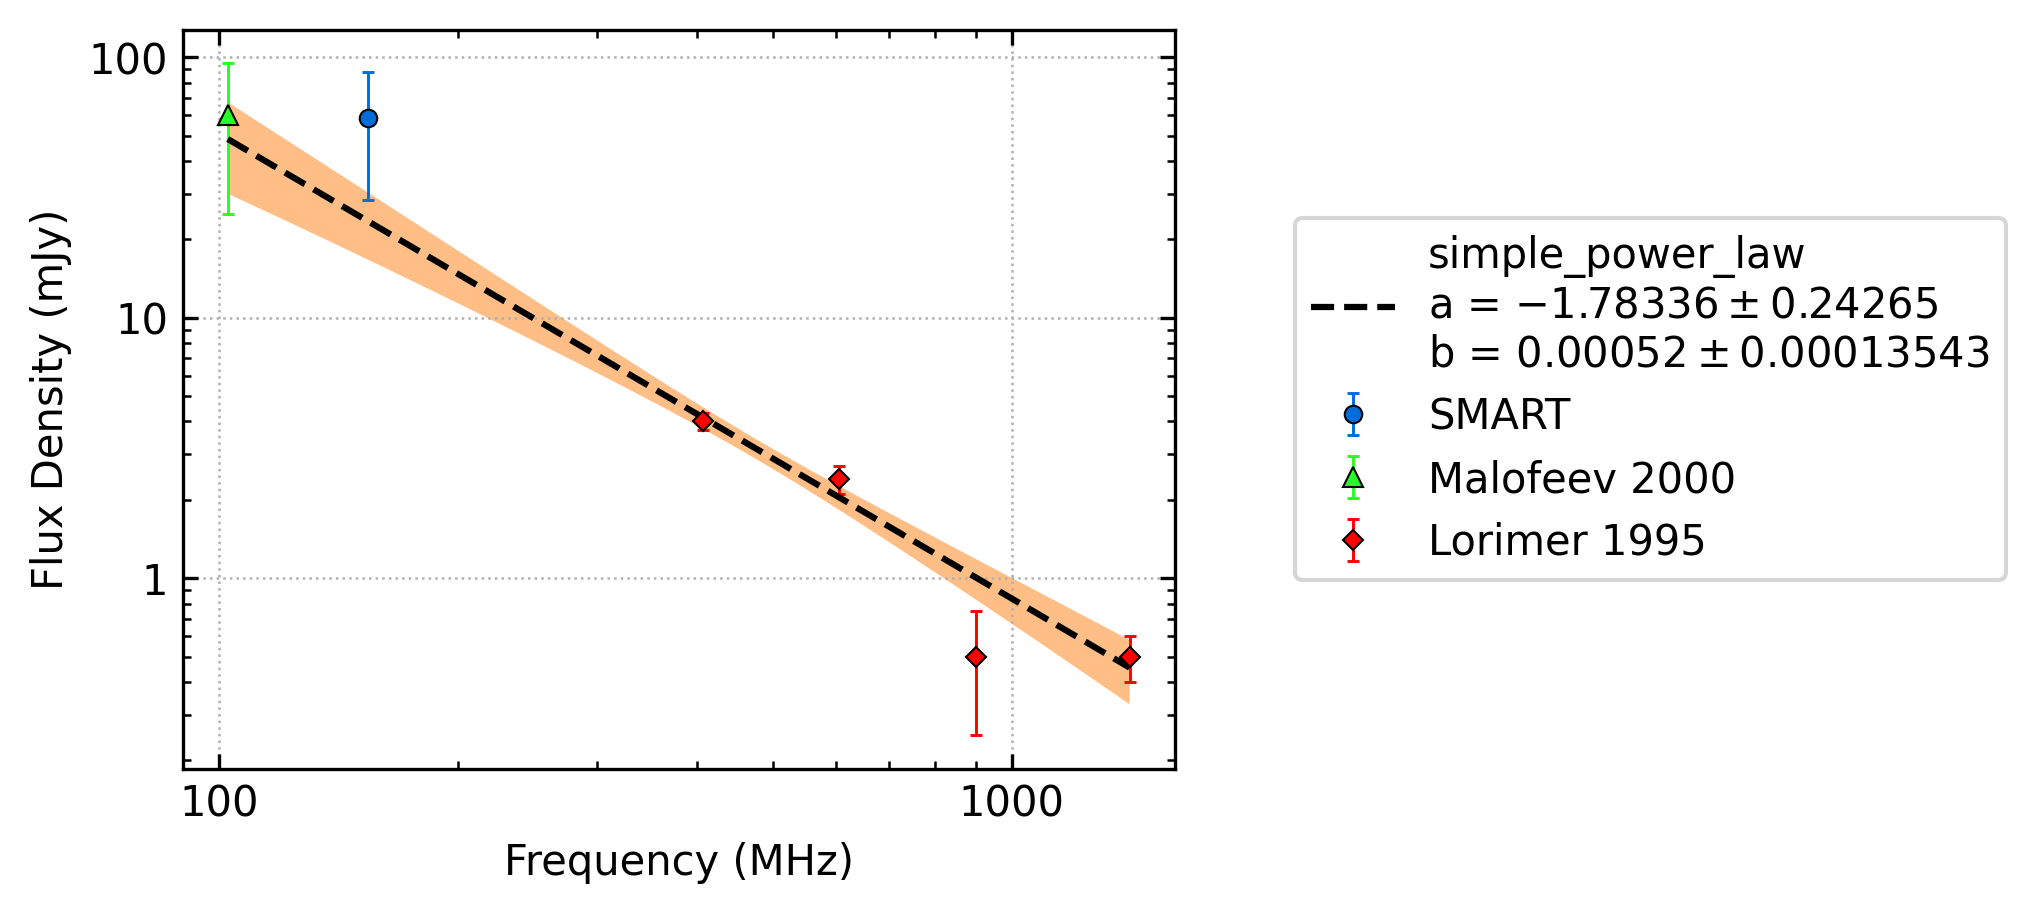 100
10
1
Flux Density (mJy)
100
1000
Frequency (MHz)
simple_power_law
a = −1.78336 ± 0.24265
b = 0.00052 ± 0.00013543
SMART
Malofeev 2000
Lorimer 1995